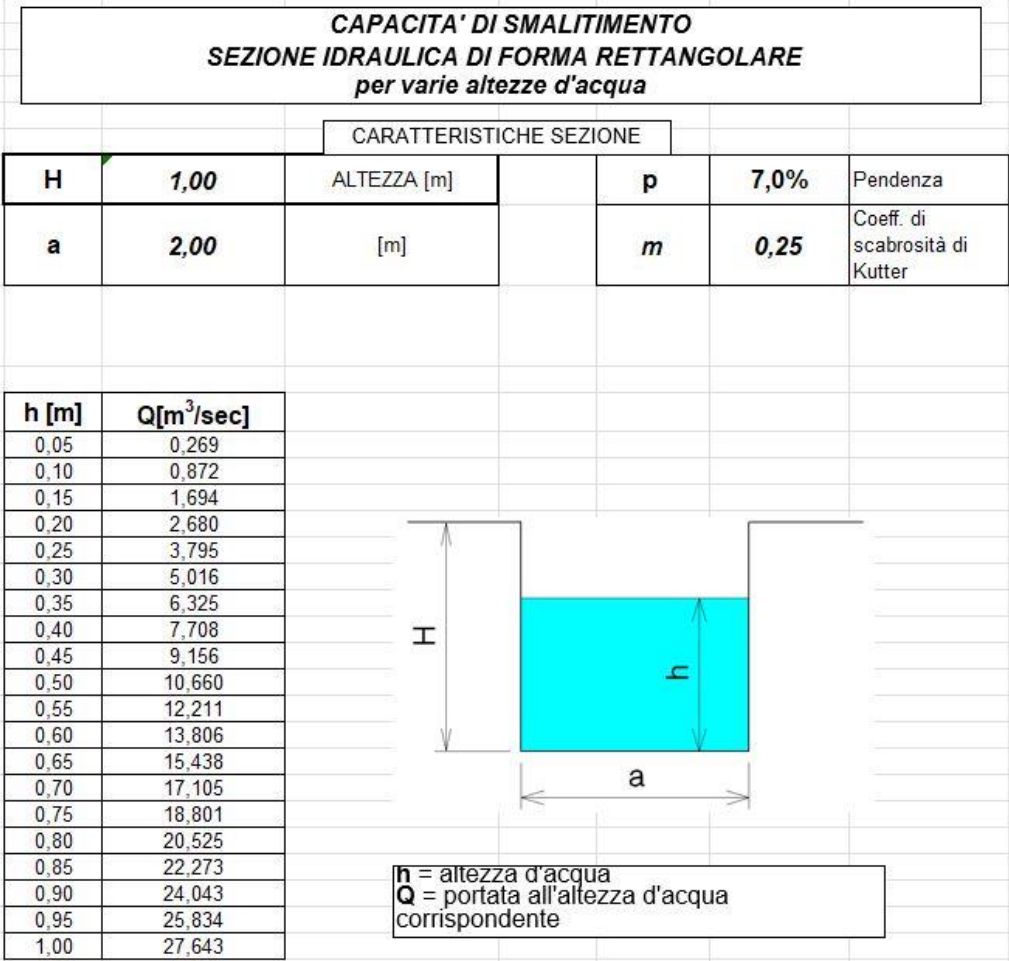 CAPACITA' DI SMALITIMENTO
SEZIONE IDRAULICA DI FORMA RETTANGOLARE
per varie altezze d'acqua
CARATTERISTICHE SEZIONE
H 1,00 ALTEZZA [m] p 7,0% Pendenza
a 2,00 [m] m 0,25 Coeff. di
scabrosità di
Kutter
h [m] Q[m³/sec]
0,05 0,269
0,10 0,872
0,15 1,694
0,20 2,680
0,25 3,795
0,30 5,016
0,35 6,325
0,40 7,708
0,45 9,156
0,50 10,660
0,55 12,211
0,60 13,806
0,65 15,438
0,70 17,105
0,75 18,801
0,80 20,525
0,85 22,273
0,90 24,043
0,95 25,834
1,00 27,643
H
h
a
h = altezza d'acqua
Q = portata all'altezza d'acqua
corrispondente